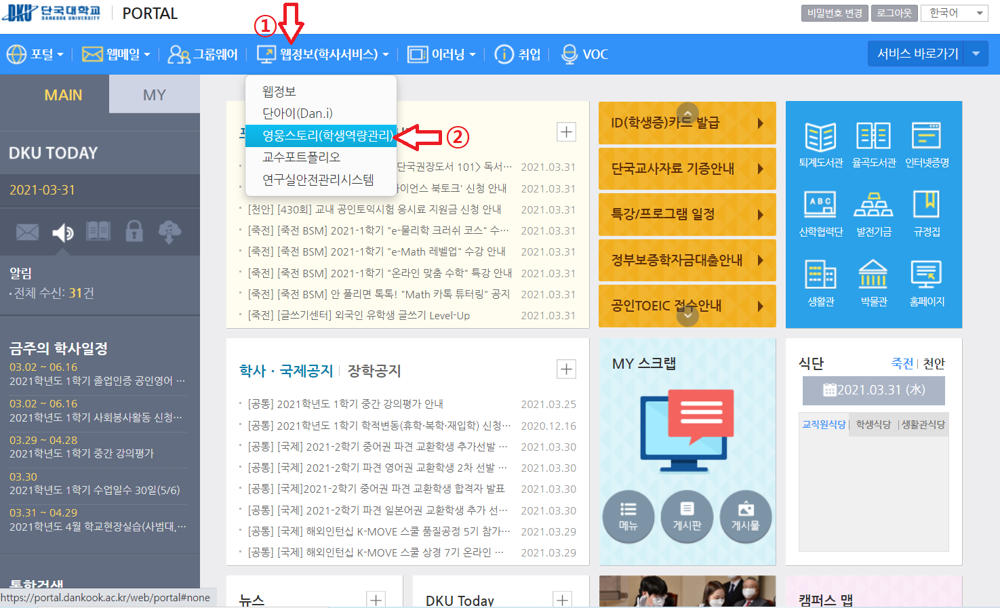 DKU 단국대학교 DANKOOK UNIVERSITY PORTAL
비밀번호 변경 로그아웃 한국어
①
포털 웹메일 그룹웨어 웹정보(학사서비스) 이러닝 취업 VOC 서비스 바로가기
MAIN MY
웹정보
단아이(Dan.i)
영웅스토리(학생역량관리) ②
교수포트폴리오
연구실안전관리시스템
DKU TODAY
2021-03-31
알림
전체 수신: 31건
금주의 학사일정
03.02 ~ 06.16
2021학년도 1학기 졸업인증 공인영어 ···
03.02 ~ 06.16
2021학년도 1학기 사회봉사활동 신청···
03.29 ~ 04.28
2021학년도 1학기 중간 강의평가
03.30
2021학년도 1학기 수업일수 30일(5/6)
03.31 ~ 04.29
2021학년도 4월 학교현장실습(사범대,···
통합검색
https://portal.dankook.ac.kr/web/portal#none
단국권장도서 101> 독서··· 2021.03.31
북토크' 신청 안내 2021.03.31
[천안] [430회] 교내 공인토익시험 응시료 지원금 신청 안내 2021.03.31
[죽전] [죽전 BSM] 2021-1학기 "e-물리학 크러쉬 코스" 수··· 2021.03.31
[죽전] [죽전 BSM] 2021-1학기 "e-Math 레벨업" 수강 안내 2021.03.31
[죽전] [죽전 BSM] 2021-1학기 "온라인 맞춤 수학" 특강 안내 2021.03.31
[죽전] [죽전 BSM] 안 풀리면 톡톡! "Math 카톡 튜터링" 공지 2021.03.31
[죽전] [글쓰기센터] 외국인 유학생 글쓰기 Level-Up 2021.03.31
학사 · 국제공지 장학공지
[공통] 2021학년도 1학기 중간 강의평가 안내 2021.03.25
[공통] 2021학년도 1학기 학적변동(휴학·복학·재입학) 신청··· 2020.12.16
[공통] [국제] 2021-2학기 중어권 파견 교환학생 추가선발 ··· 2021.03.30
[공통] [국제] 2021-2학기 파견 영어권 교환학생 2차 선발 ··· 2021.03.30
[공통] [국제]2021-2학기 중어권 파견 교환학생 합격자 발표 2021.03.30
[공통] [국제] 2021-2학기 파견 일본어권 교환학생 추가 선··· 2021.03.30
[공통] [국제] 해외인턴십 K-MOVE 스쿨 품질공정 5기 참가··· 2021.03.29
[공통] [국제] 해외인턴십 K-MOVE 스쿨 상경 7기 온라인 ··· 2021.03.29
뉴스
DKU Today
ID(학생증)카드 발급
단국교사자료 기증안내
특강/프로그램 일정
정부보증학자금대출안내
공인TOEIC 접수안내
MY 스크랩
메뉴 게시판 게시물
퇴계도서관 율곡도서관 인터넷증명
ABC
산학협력단 발전기금 규정집
생활관 박물관 홈페이지
식단 죽전 천안
2021.03.31 (水)
교직원식당 학생식당 생활관식당
캠퍼스 맵